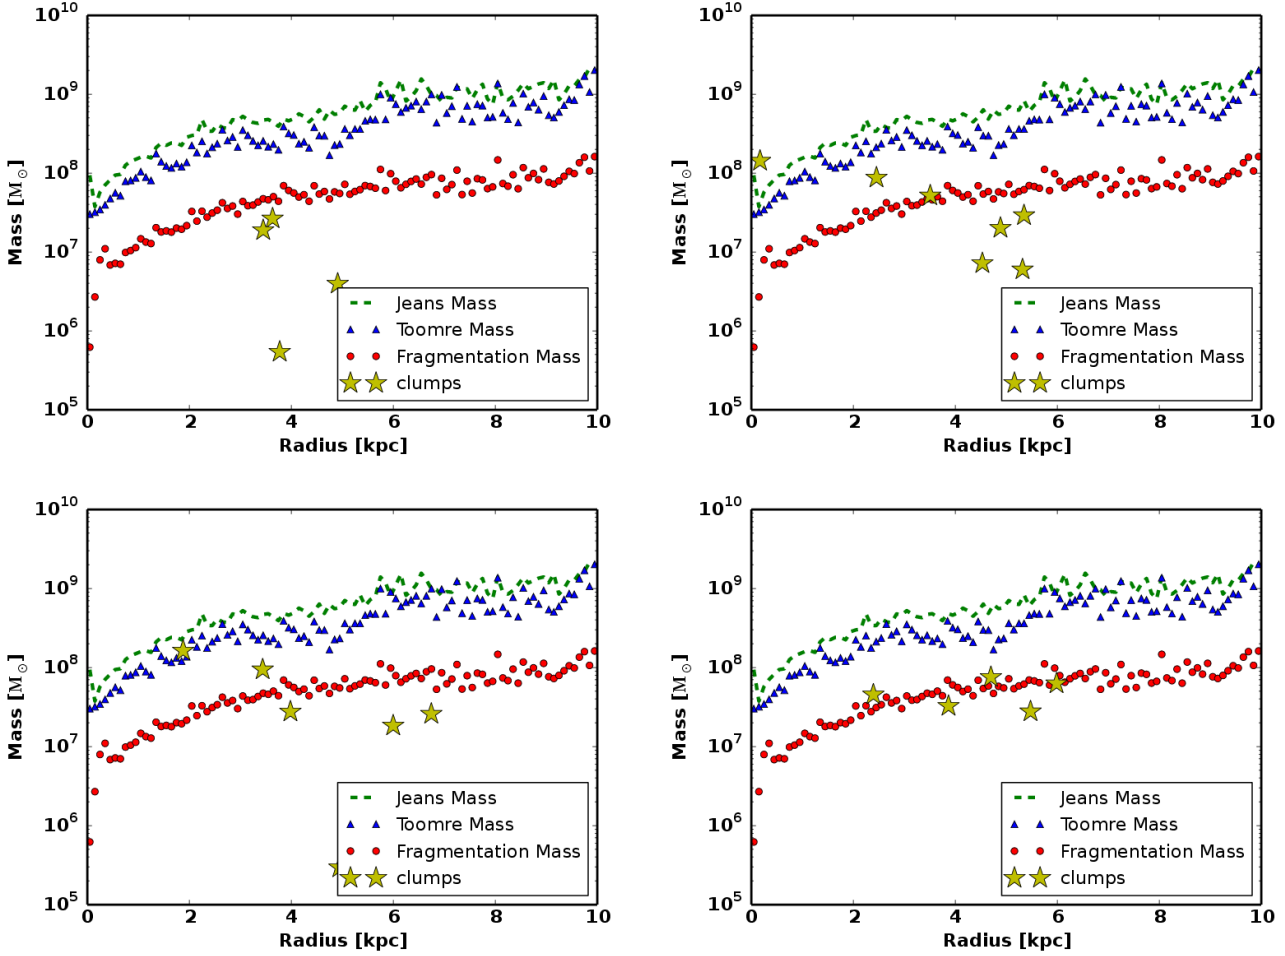 10^10
10^9
10^8
10^7
10^6
10^5
Mass [M⊙]
Jeans Mass
Toomre Mass
Fragmentation Mass
clumps
0 2 4 6 8 10
Radius [kpc]
10^10
10^9
10^8
10^7
10^6
10^5
Mass [M⊙]
Jeans Mass
Toomre Mass
Fragmentation Mass
clumps
0 2 4 6 8 10
Radius [kpc]
10^10
10^9
10^8
10^7
10^6
10^5
Mass [M⊙]
Jeans Mass
Toomre Mass
Fragmentation Mass
clumps
0 2 4 6 8 10
Radius [kpc]
10^10
10^9
10^8
10^7
10^6
10^5
Mass [M⊙]
Jeans Mass
Toomre Mass
Fragmentation Mass
clumps
0 2 4 6 8 10
Radius [kpc]